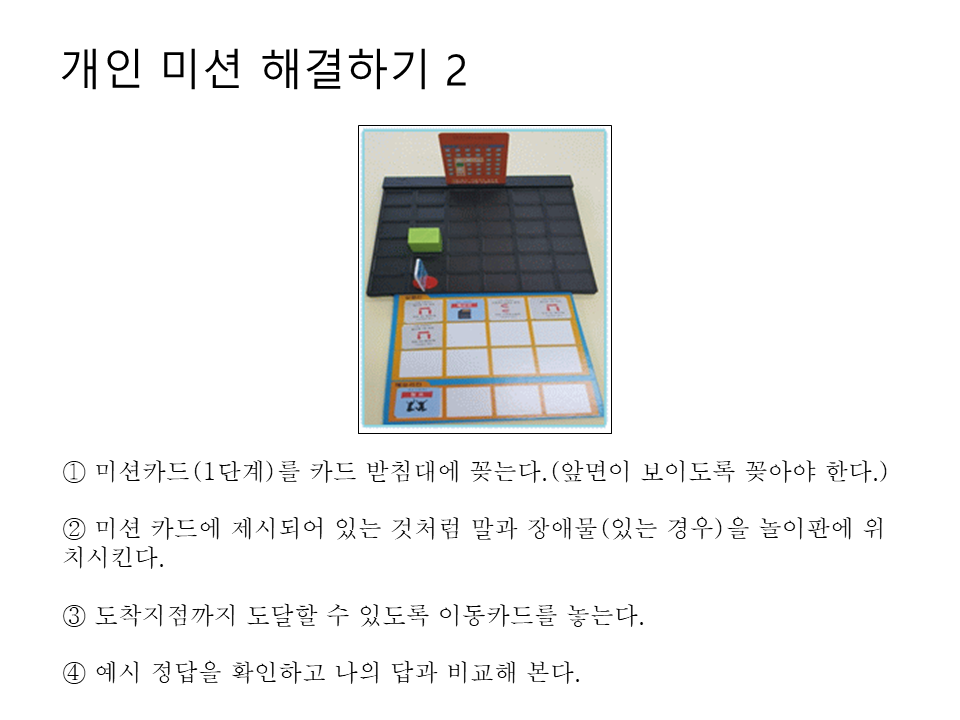 개인 미션 해결하기 2
① 미션카드(1단계)를 카드 받침대에 꽂는다.(앞면이 보이도록 꽂아야 한다.)
② 미션 카드에 제시되어 있는 것처럼 말과 장애물(있는 경우)을 놀이판에 위
치시킨다.
③ 도착지점까지 도달할 수 있도록 이동카드를 놓는다.
④ 예시 정답을 확인하고 나의 답과 비교해 본다.